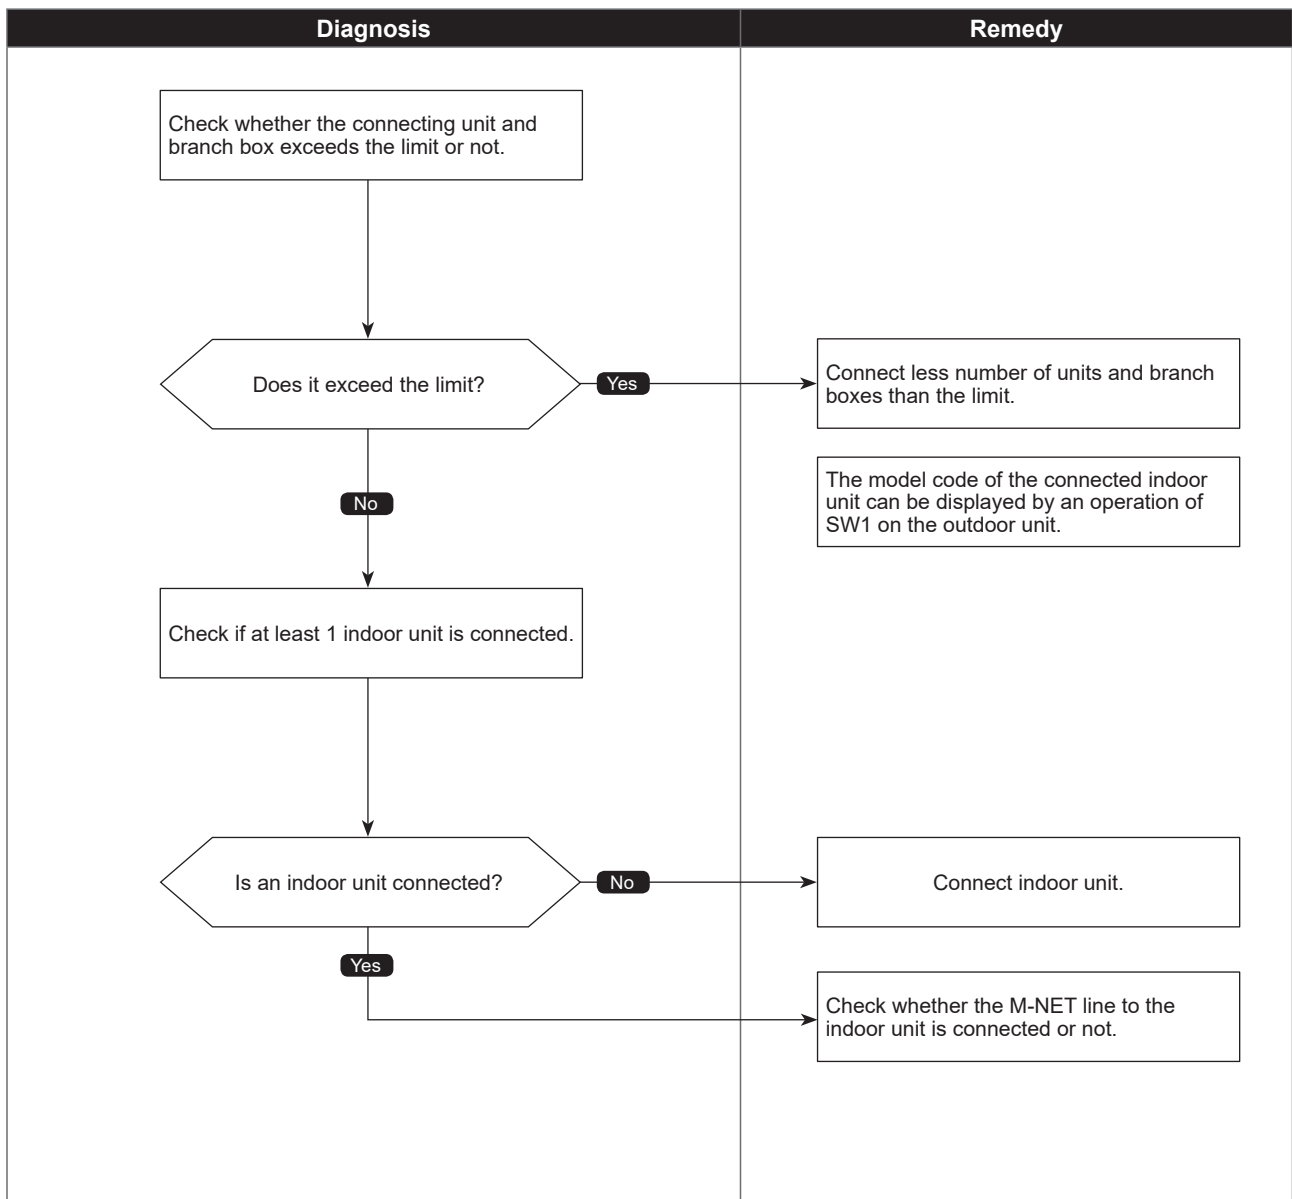 Diagnosis
Remedy
Check whether the connecting unit and
branch box exceeds the limit or not.
Does it exceed the limit?
Yes
Connect less number of units and branch
boxes than the limit.
The model code of the connected indoor
unit can be displayed by an operation of
SW1 on the outdoor unit.
No
Check if at least 1 indoor unit is connected.
Is an indoor unit connected?
No
Connect indoor unit.
Yes
Check whether the M-NET line to the
indoor unit is connected or not.